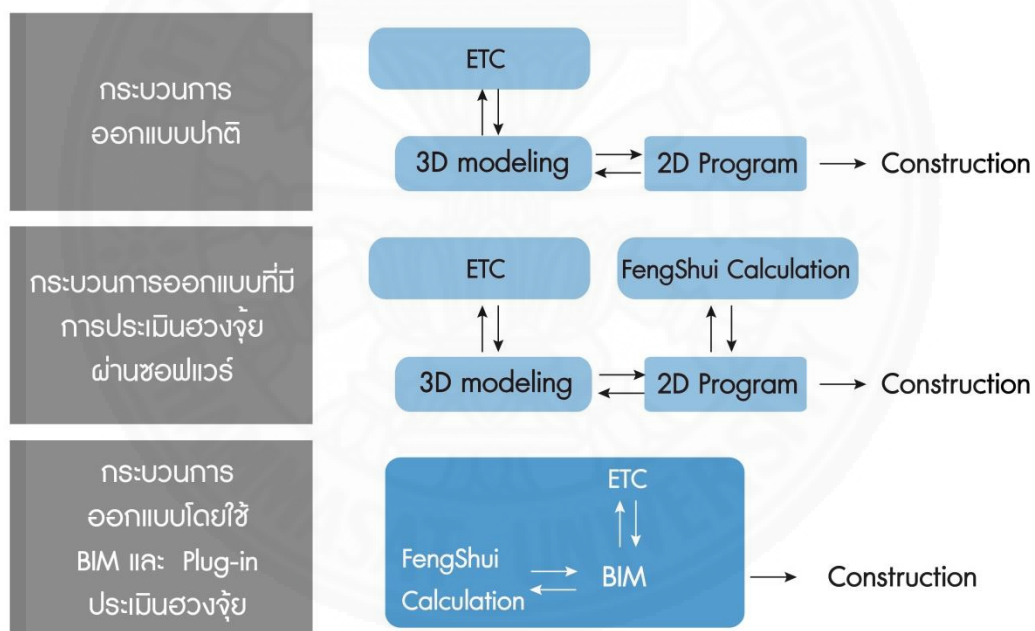 กระบวนการ
ออกแบบปกติ
ETC
3D modeling
2D Program
Construction
กระบวนการออกแบบที่มี
การประเมินฮวงจุ้ย
ผ่านซอฟแวร์
ETC
FengShui Calculation
3D modeling
2D Program
Construction
กระบวนการ
ออกแบบโดยใช้
BIM และ Plug-in
ประเมินฮวงจุ้ย
ETC
FengShui
Calculation
BIM
Construction